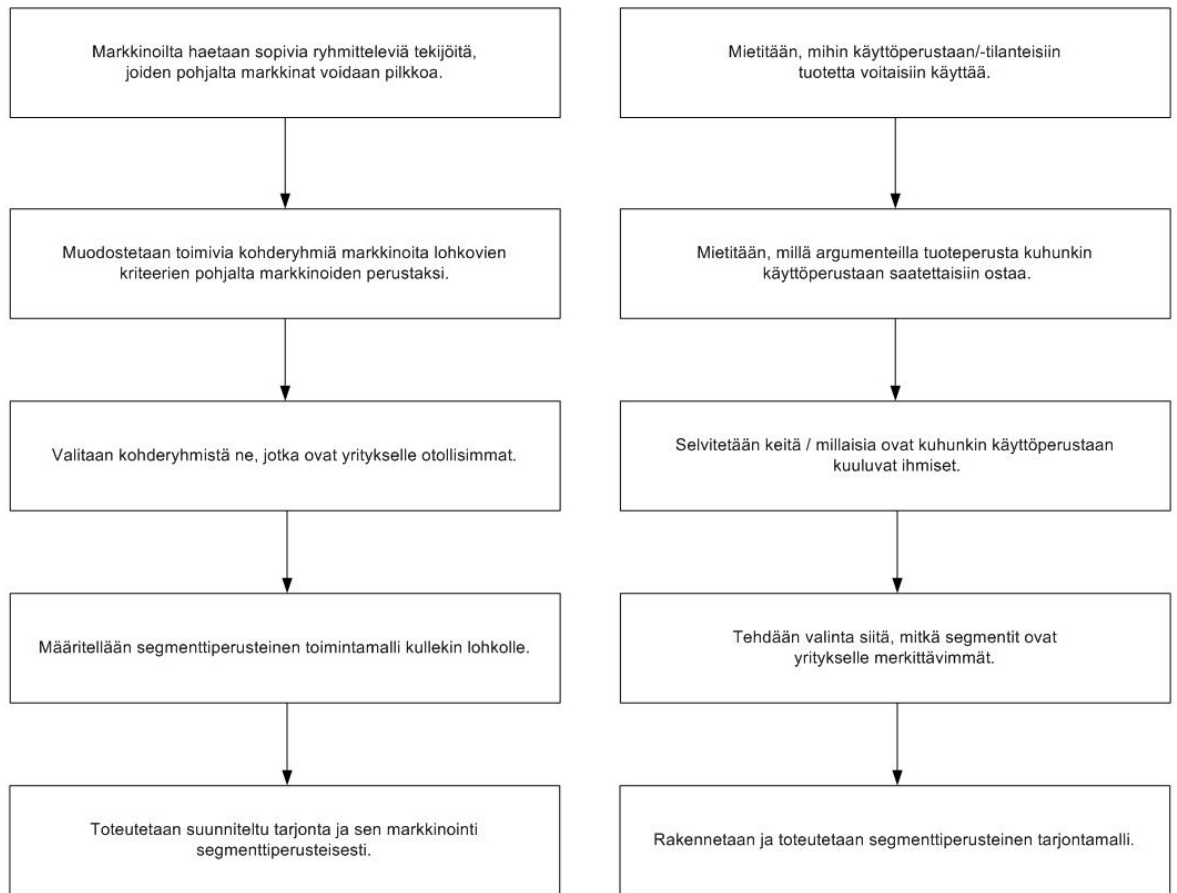 Markkinoilta haetaan sopivia ryhmitteleviä tekijöitä,
joiden pohjalta markkinat voidaan pilkkoa.
Muodostetaan toimivia kohderyhmiä markkinoita lohkovien
kriteerien pohjalta markkinoiden perustaksi.
Valitaan kohderyhmistä ne, jotka ovat yritykselle otollisimmat.
Määritellään segmenttiperusteinen toimintamalli kullekin lohkolle.
Toteutetaan suunniteltu tarjonta ja sen markkinointi
segmenttiperusteisesti.
Mietitään, mihin käyttöperustaan/-tilanteisiin
tuotetta voitaisiin käyttää.
Mietitään, millä argumenteilla tuoteperusta kuhunkin
käyttöperustaan saatettaisiin ostaa.
Selvitetään keitä / millaisia ovat kuhunkin käyttöperustaan
kuuluvat ihmiset.
Tehdään valinta siitä, mitkä segmentit ovat
yritykselle merkittävimmät.
Rakennetaan ja toteutetaan segmenttiperusteinen tarjontamalli.